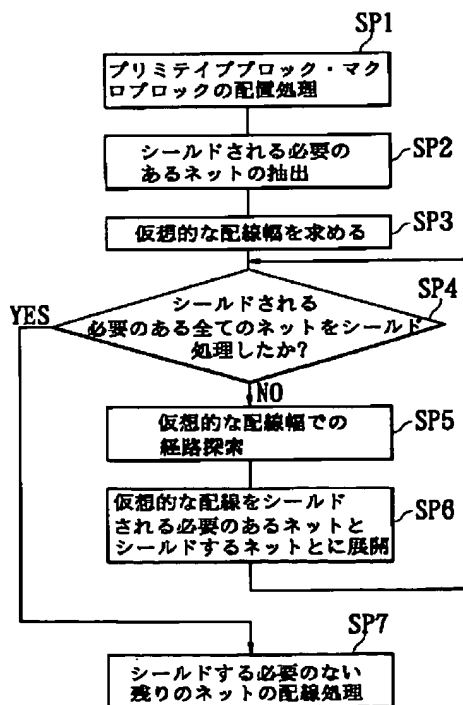 SP1
プリミテイブブロック・マク
ロブロックの配置処理
SP2
シールドされる必要の
あるネットの抽出
SP3
仮想的な配線幅を求める
SP4
YES
シールドされる
必要のある全てのネットをシールド
処理したか?
NO
SP5
仮想的な配線幅での
経路探索
SP6
仮想的な配線をシールド
される必要のあるネットと
シールドするネットとに展開
SP7
シールドする必要のない
残りのネットの配線処理